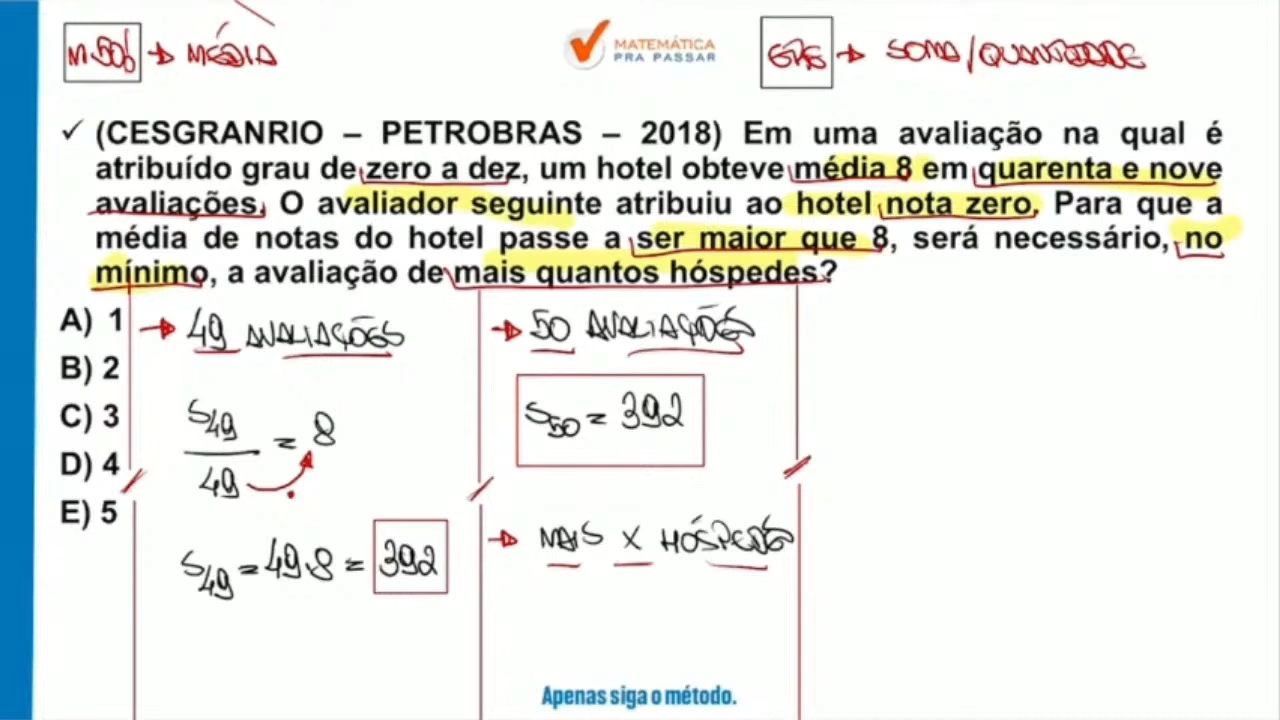 M.50% → MÉDIA
MATEMÁTICA
PRA PASSAR
→ SOMA/QUANTIDADE
✓ (CESGRANRIO – PETROBRAS – 2018) Em uma avaliação na qual é
atribuído grau de zero a dez, um hotel obteve média 8 em quarenta e nove
avaliações. O avaliador seguinte atribuiu ao hotel nota zero. Para que a
média de notas do hotel passe a ser maior que 8, será necessário, no
mínimo, a avaliação de mais quantos hóspedes?
A) 1
B) 2
C) 3
D) 4
E) 5
→ 49 AVALIAÇÕES
S49
49
= 8
S49 = 49.8 = 392
→ 50 AVALIAÇÕES
S50 = 392
→ MAIS X HÓSPEDES
Apenas siga o método.